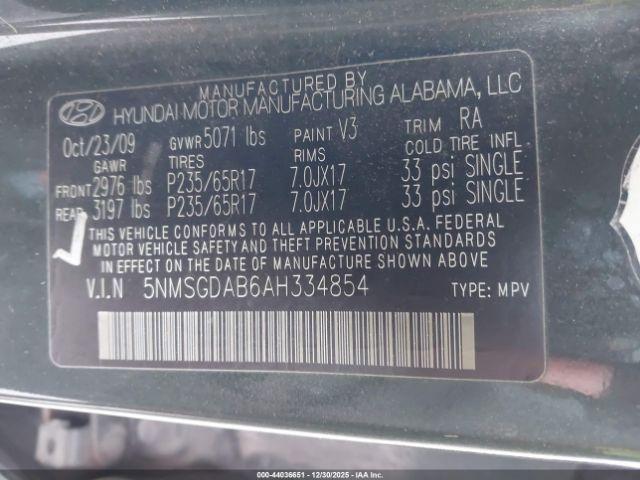 MANUFACTURED BY
HYUNDAI MOTOR MANUFACTURING ALABAMA, LLC
Oct/23/09 GVWR 5071 lbs PAINT V3 TRIM RA
GAWR TIRES RIMS COLD TIRE INFL
FRONT 2976 lbs P235/65R17 7.0JX17 33 psi SINGLE
REAR 3197 lbs P235/65R17 7.0JX17 33 psi SINGLE
THIS VEHICLE CONFORMS TO ALL APPLICABLE U.S.A. FEDERAL
MOTOR VEHICLE SAFETY AND THEFT PREVENTION STANDARDS
IN EFFECT ON THE DATE OF MANUFACTURE SHOWN ABOVE.
V.I.N 5NMSGDAB6AH334854 TYPE: MPV
000-44036651 - 12/30/2025 - IAA Inc.